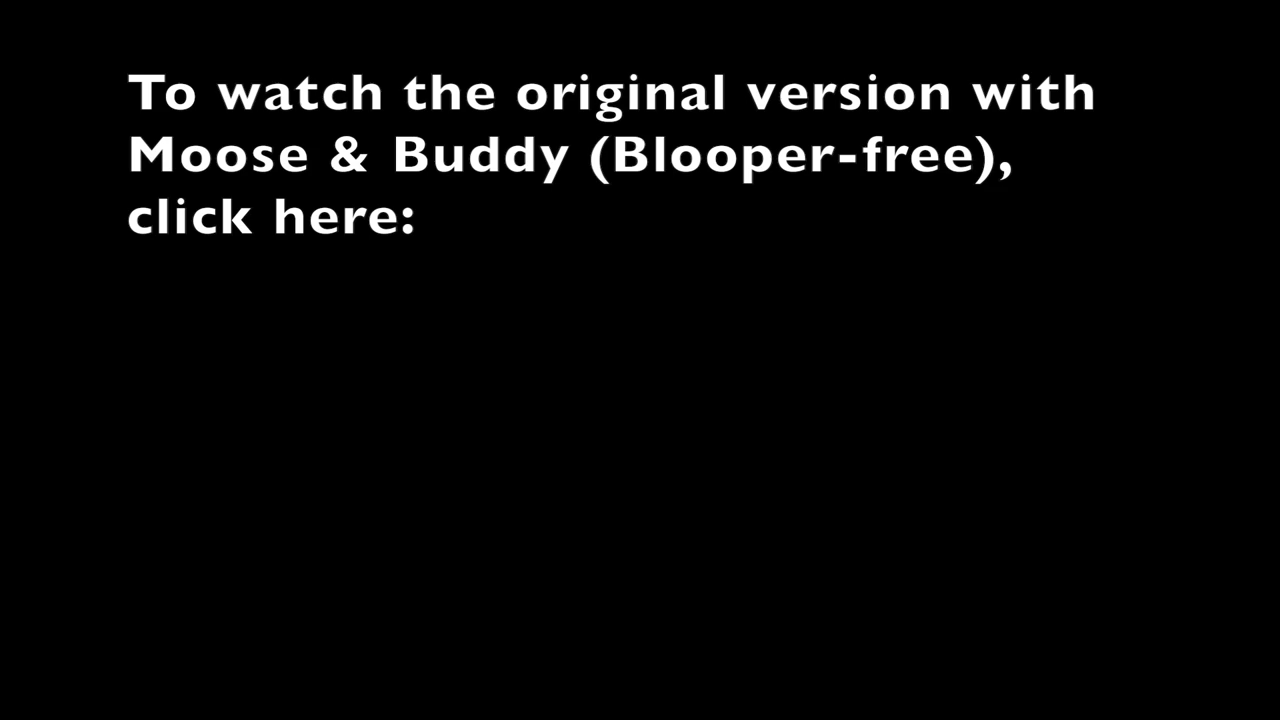 To watch the original version with
Moose & Buddy (Blooper-free),
click here: